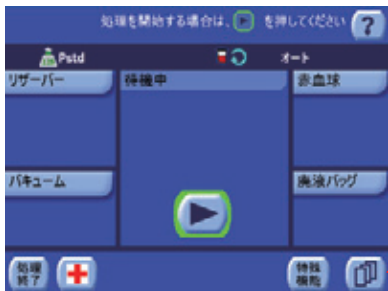 処理を開始する場合は、 を押してください ?
Pstd オート
リザーバー 待機中 赤血球
バキューム 廃液バッグ
処理
終了
特殊
機能